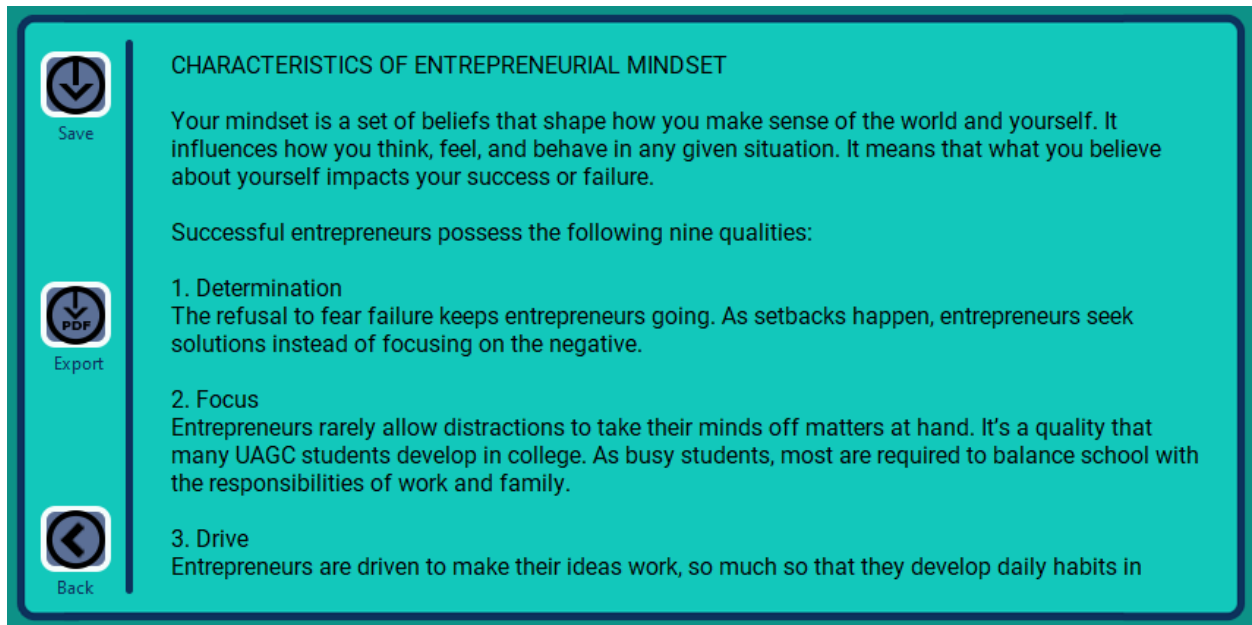 Save
Export
PDF
Back
CHARACTERISTICS OF ENTREPRENEURIAL MINDSET
Your mindset is a set of beliefs that shape how you make sense of the world and yourself. It
influences how you think, feel, and behave in any given situation. It means that what you believe
about yourself impacts your success or failure.
Successful entrepreneurs possess the following nine qualities:
1. Determination
The refusal to fear failure keeps entrepreneurs going. As setbacks happen, entrepreneurs seek
solutions instead of focusing on the negative.
2. Focus
Entrepreneurs rarely allow distractions to take their minds off matters at hand. It’s a quality that
many UAGC students develop in college. As busy students, most are required to balance school with
the responsibilities of work and family.
3. Drive
Entrepreneurs are driven to make their ideas work, so much so that they develop daily habits in